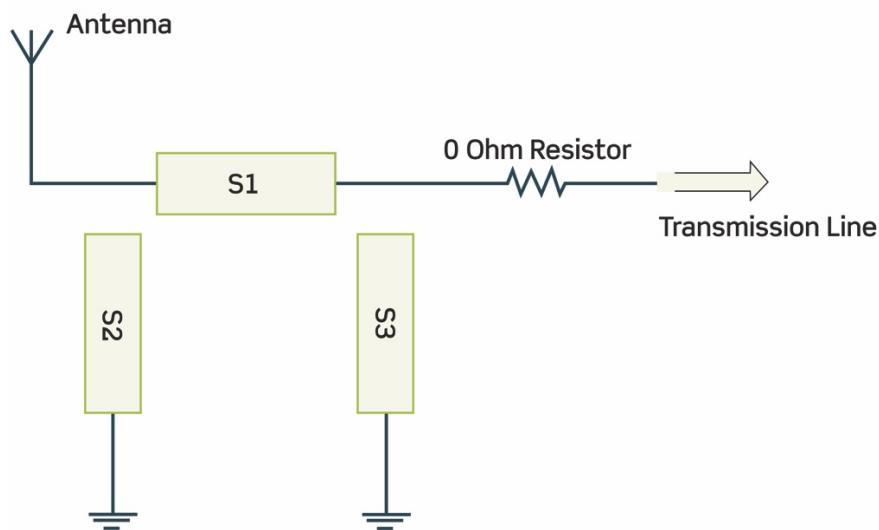 Antenna
0 Ohm Resistor
S1
Transmission Line
S2
S3